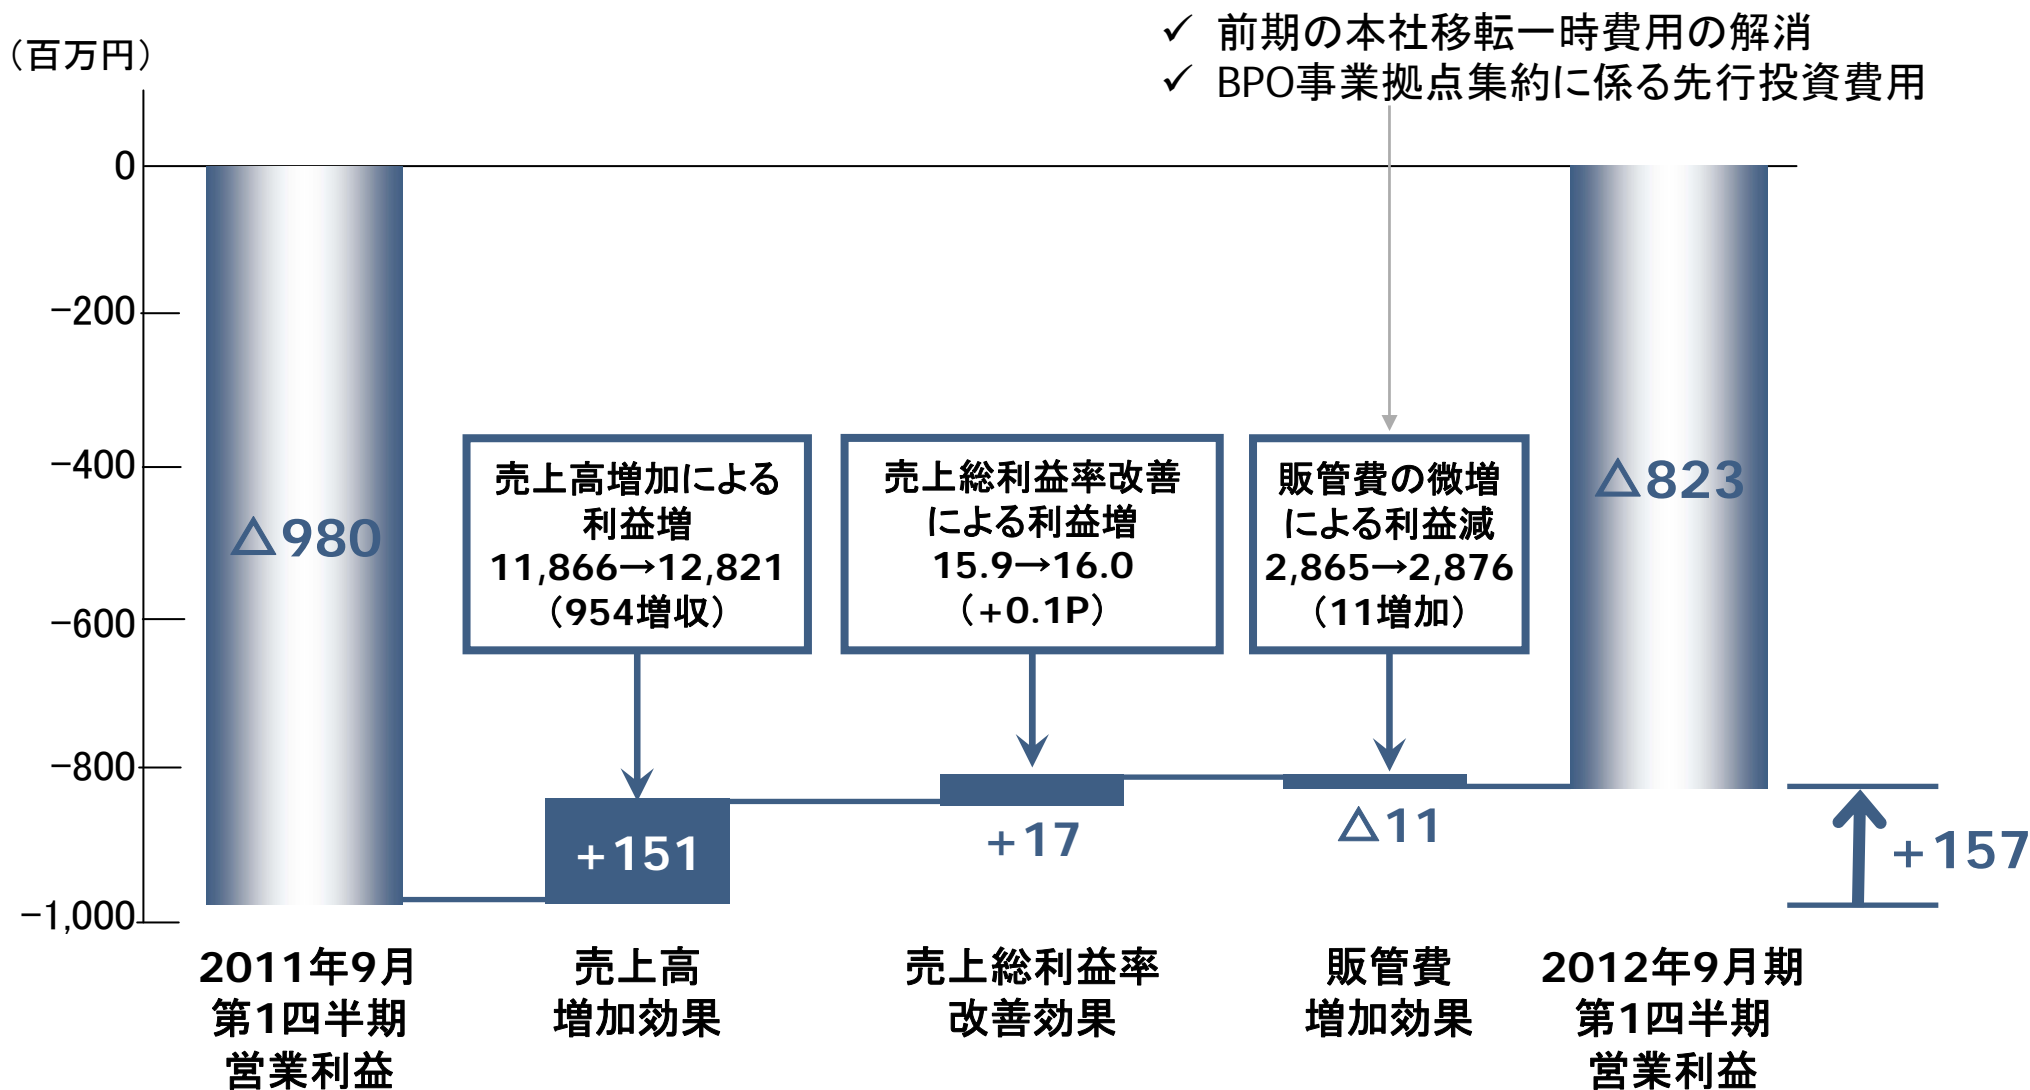 ✓ 前期の本社移転一時費用の解消
✓ BPO事業拠点集約に係る先行投資費用
（百万円）
0
-200
-400
-600
-800
-1,000
△980
売上高増加による
利益増
11,866→12,821
（954増収）
売上総利益率改善
による利益増
15.9→16.0
（+0.1P）
販管費の微増
による利益減
2,865→2,876
（11増加）
△823
+151
+17
△11
+157
2011年9月
第1四半期
営業利益
売上高
増加効果
売上総利益率
改善効果
販管費
増加効果
2012年9月期
第1四半期
営業利益